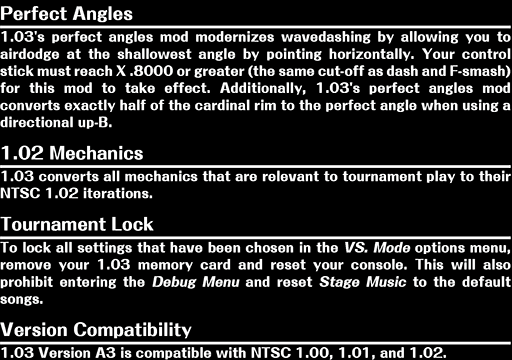 Perfect Angles
1.03's perfect angles mod modernizes wavedashing by allowing you to
airdodge at the shallowest angle by pointing horizontally. Your control
stick must reach X .8000 or greater (the same cut-off as dash and F-smash)
for this mod to take effect. Additionally, 1.03's perfect angles mod
converts exactly half of the cardinal rim to the perfect angle when using a
directional up-B.
1.02 Mechanics
1.03 converts all mechanics that are relevant to tournament play to their
NTSC 1.02 iterations.
Tournament Lock
To lock all settings that have been chosen in the VS. Mode options menu,
remove your 1.03 memory card and reset your console. This will also
prohibit entering the Debug Menu and reset Stage Music to the default
songs.
Version Compatibility
1.03 Version A3 is compatible with NTSC 1.00, 1.01, and 1.02.